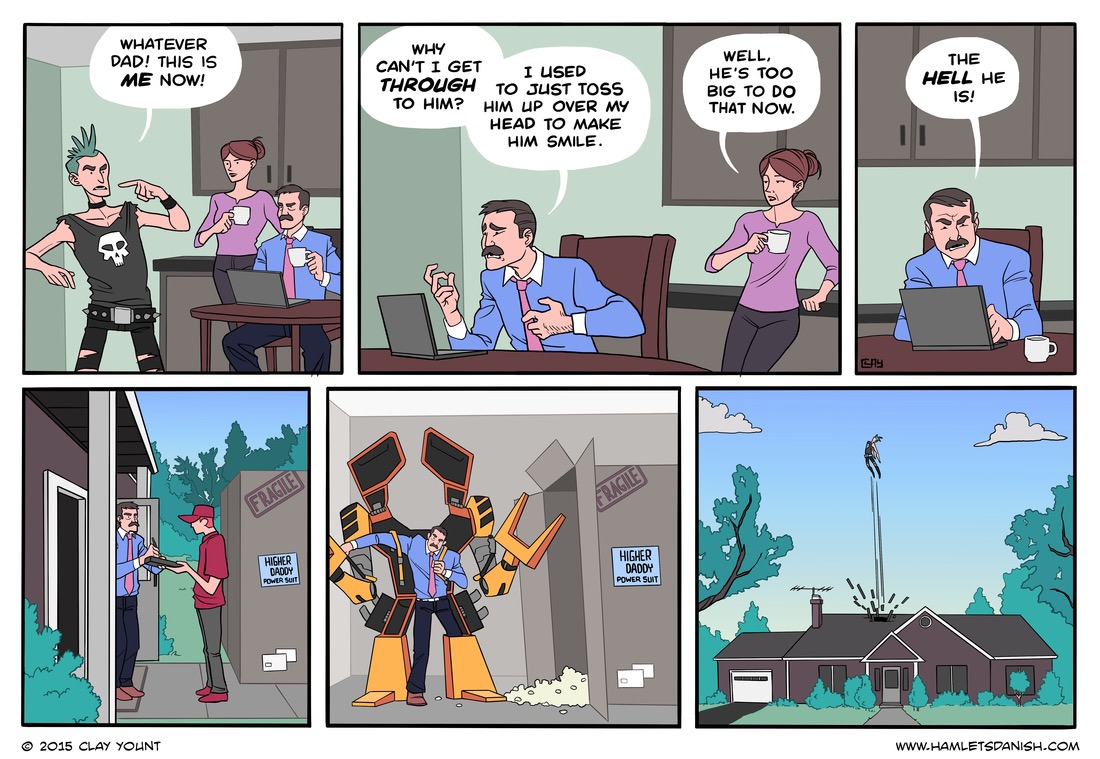 WHATEVER
DAD! THIS IS
ME NOW!
WHY
CAN'T I GET
THROUGH
TO HIM?
I USED
TO JUST TOSS
HIM UP OVER MY
HEAD TO MAKE
HIM SMILE.
WELL,
HE'S TOO
BIG TO DO
THAT NOW.
THE
HELL HE
IS!
CLAY
FRAGILE
HIGHER
DADDY
POWER SUIT
FRAGILE
HIGHER
DADDY
POWER SUIT
© 2015 CLAY YOUNT
WWW.HAMLETSDANISH.COM